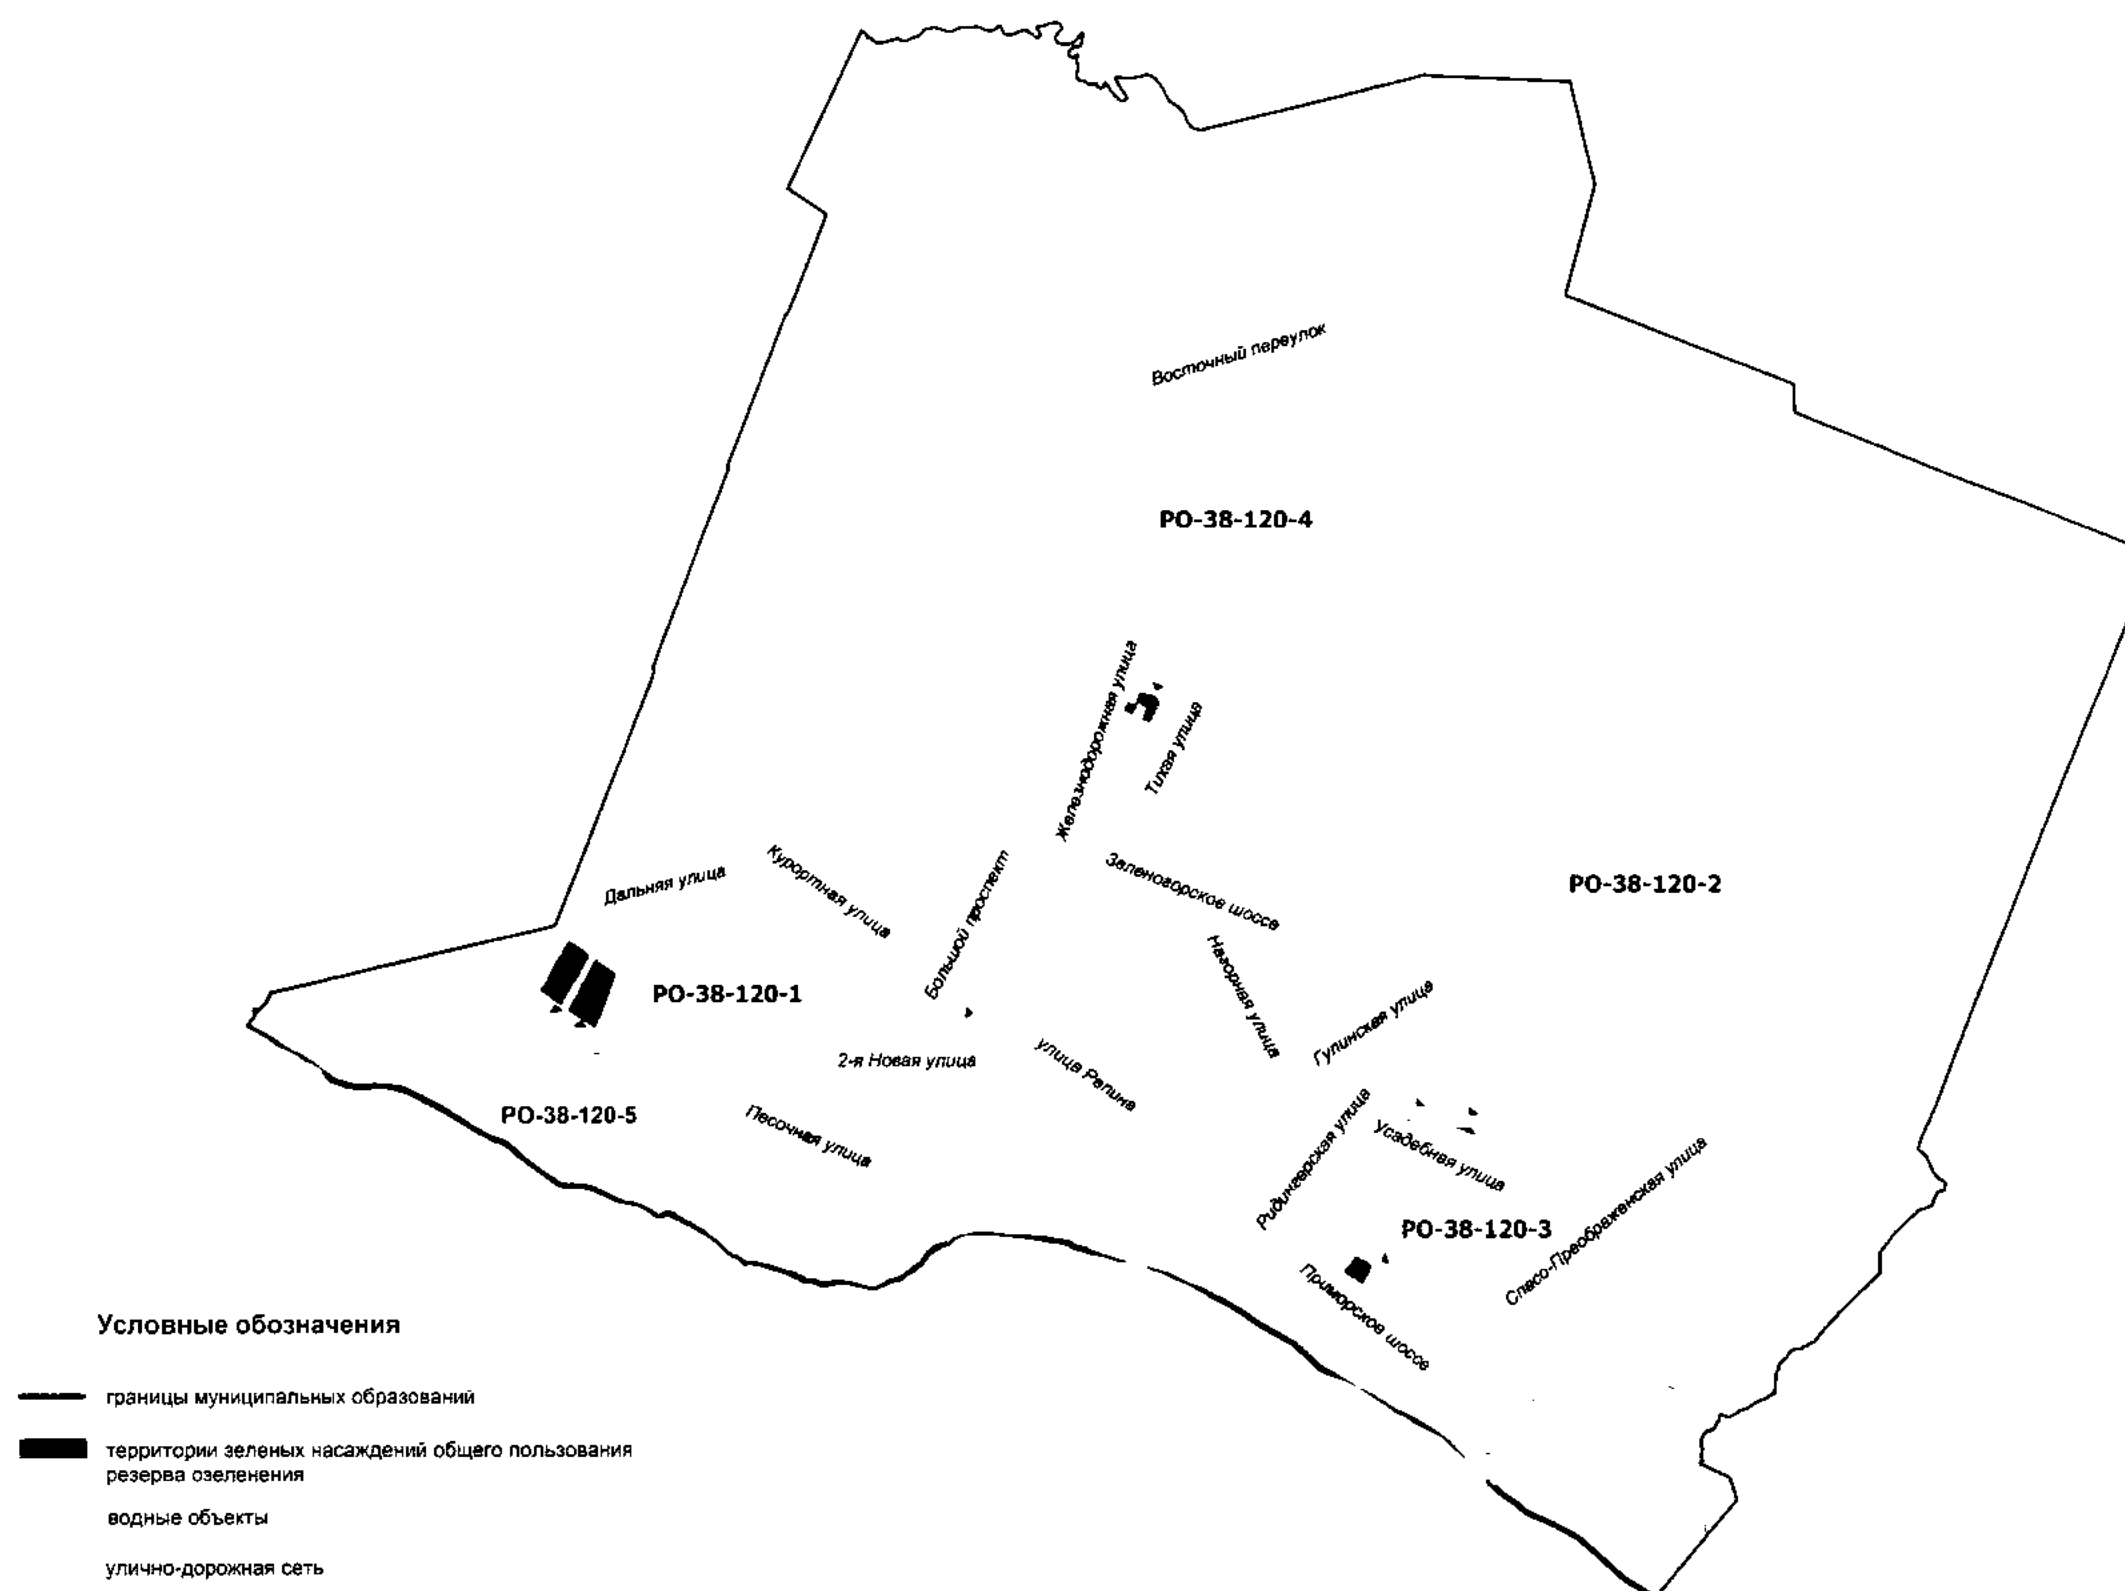 Восточный переулок
РО-38-120-4
Железнодорожная улица
Тихая улица
Зеленогорское шоссе
Большой проспект
Курортная улица
Дальняя улица
РО-38-120-2
РО-38-120-1
Нагорная улица
Гулинская улица
2-я Новая улица
улица Репина
РО-38-120-5
Песочная улица
Ридингерская улица
Усадебная улица
Спасо-Преображенская улица
РО-38-120-3
Приморское шоссе
Условные обозначения
границы муниципальных образований
территории зеленых насаждений общего пользования
резерва озеленения
водные объекты
улично-дорожная сеть